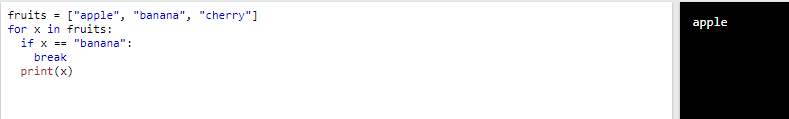 fruits = ["apple", "banana", "cherry"]
for x in fruits:
  if x == "banana":
    break
  print(x)
apple